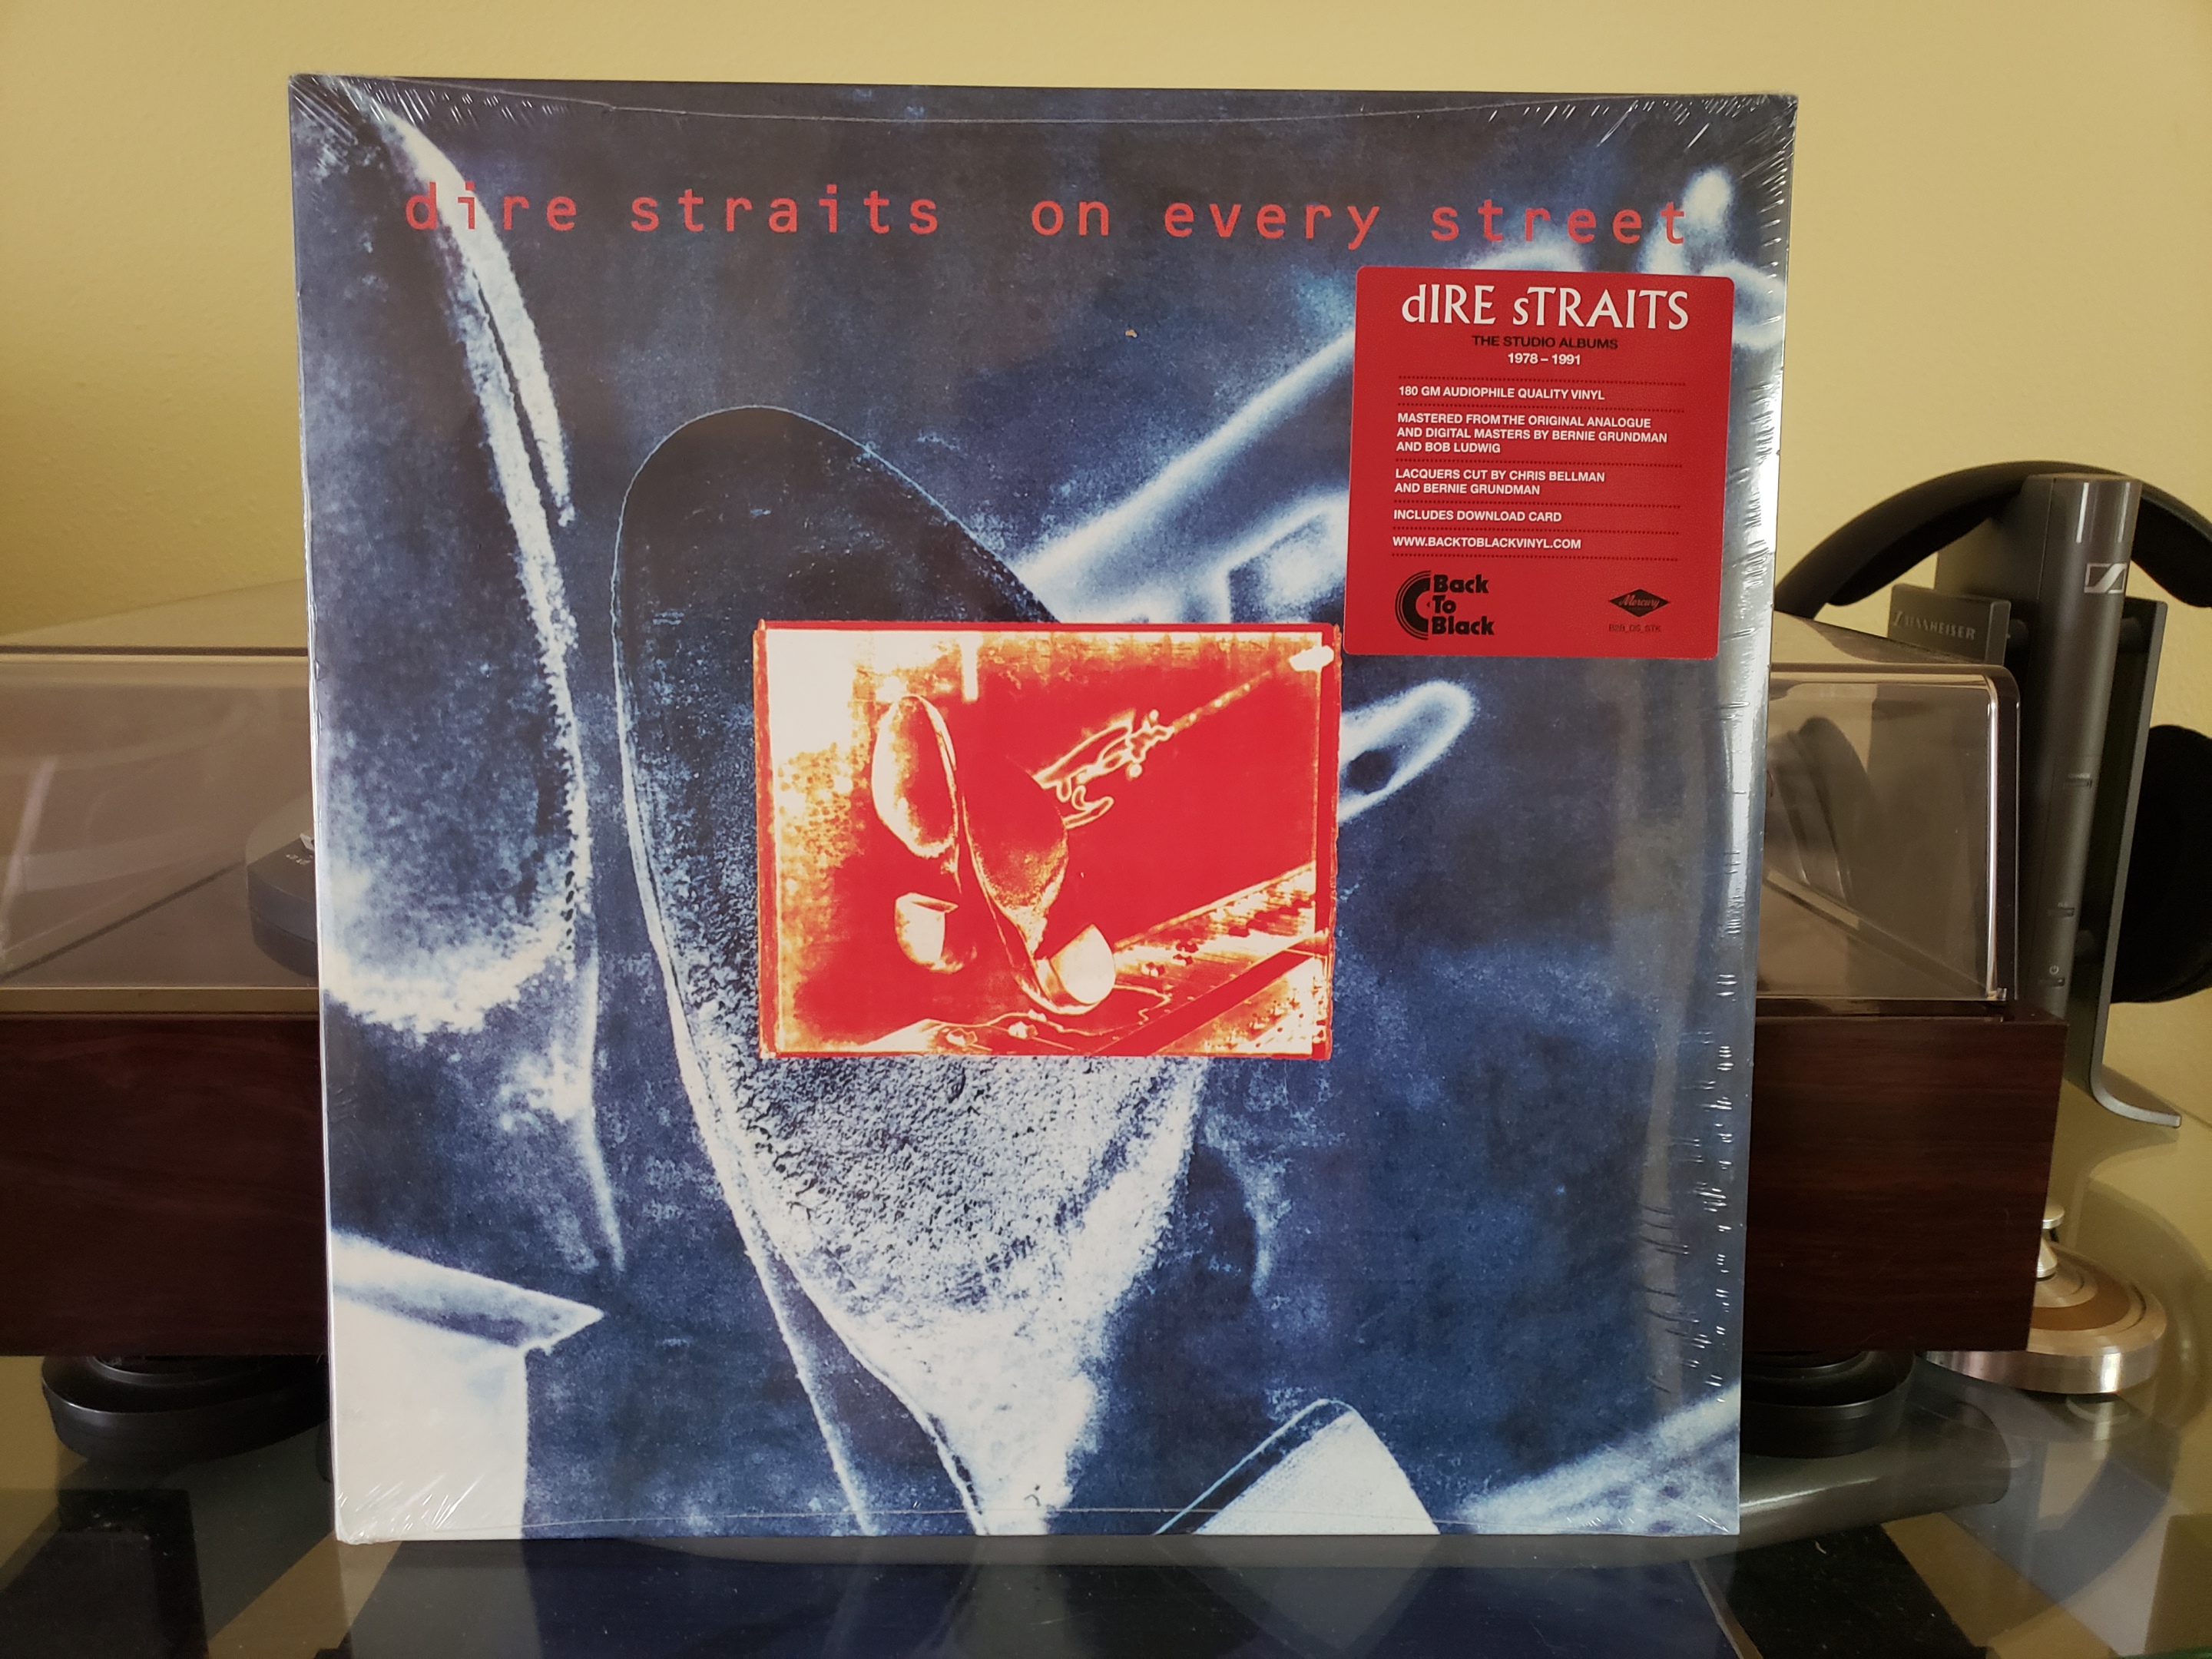 dire straits on every street
dIRE sTRAITS
THE STUDIO ALBUMS
1978 – 1991
180 GM AUDIOPHILE QUALITY VINYL
MASTERED FROM THE ORIGINAL ANALOGUE
AND DIGITAL MASTERS BY BERNIE GRUNDMAN
AND BOB LUDWIG
LACQUERS CUT BY CHRIS BELLMAN
AND BERNIE GRUNDMAN
INCLUDES DOWNLOAD CARD
WWW.BACKTOBLACKVINYL.COM
Back
To
Black
Mercury
SENNHEISER